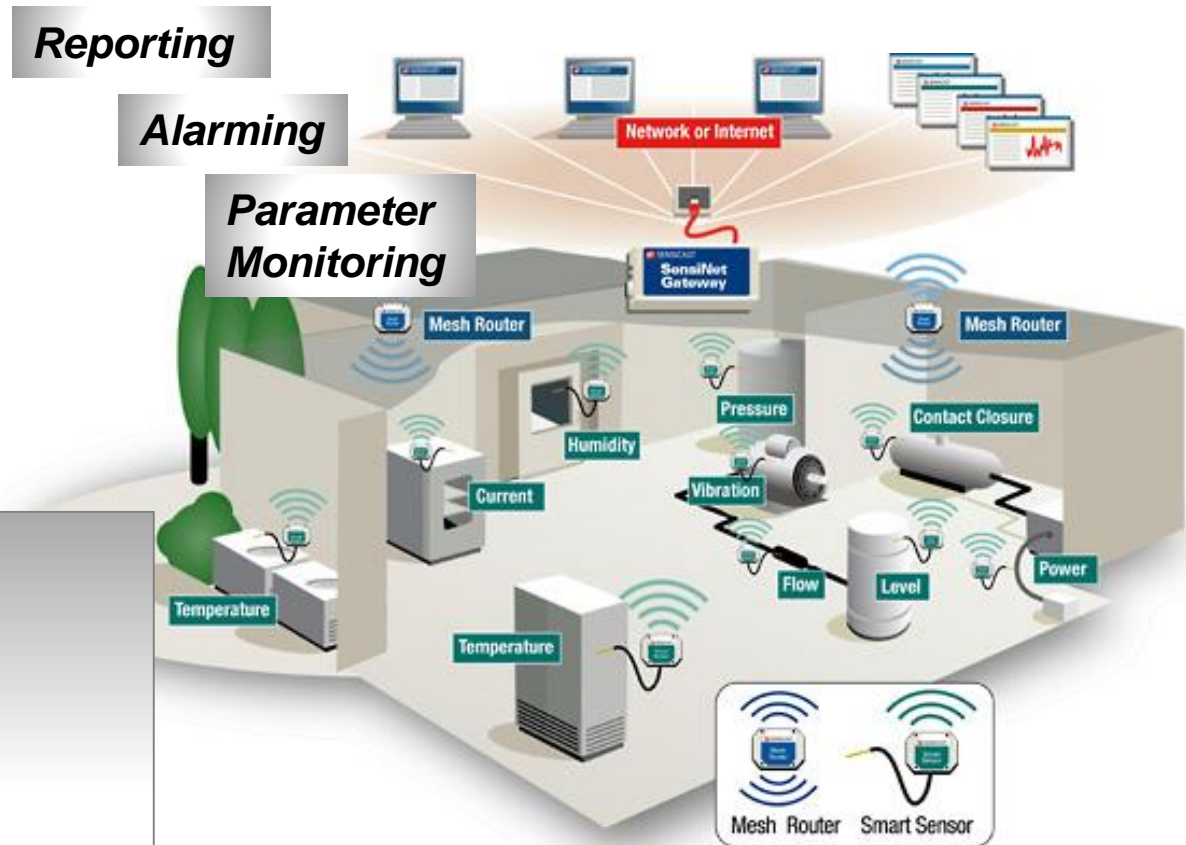 Reporting
Alarming
Parameter
Monitoring
Network or Internet
SENSICAST
SensiNet
Gateway
Mesh Router
Mesh Router
Pressure
Contact Closure
Humidity
Current
Vibration
Flow
Level
Power
Temperature
Temperature
Mesh Router
Smart Sensor